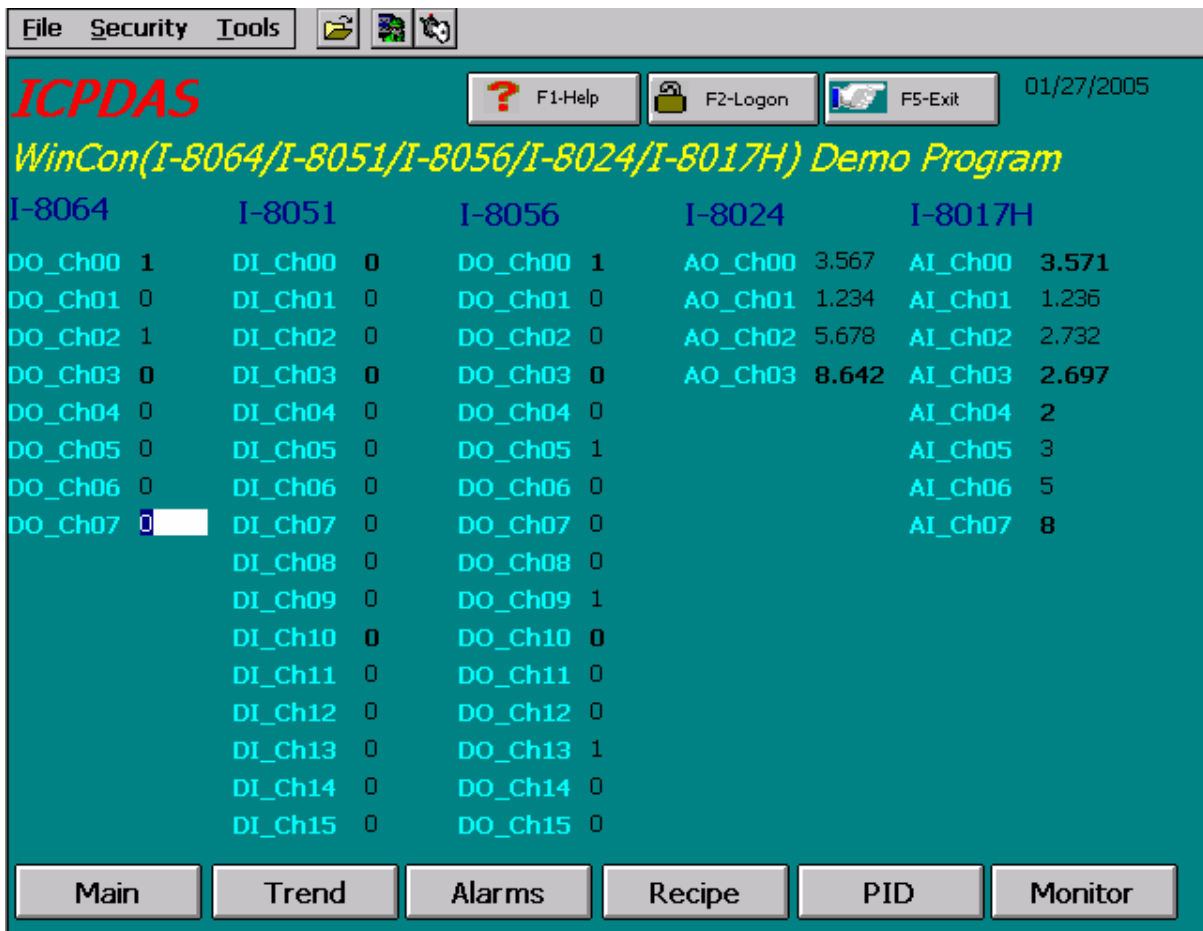 File Security Tools
ICPDAS ? F1-Help F2-Logon F5-Exit 01/27/2005
WinCon(I-8064/I-8051/I-8056/I-8024/I-8017H) Demo Program
I-8064 I-8051 I-8056 I-8024 I-8017H
DO_Ch00 1 DI_Ch00 0 DO_Ch00 1 AO_Ch00 3.567 AI_Ch00 3.571
DO_Ch01 0 DI_Ch01 0 DO_Ch01 0 AO_Ch01 1.234 AI_Ch01 1.236
DO_Ch02 1 DI_Ch02 0 DO_Ch02 0 AO_Ch02 5.678 AI_Ch02 2.732
DO_Ch03 0 DI_Ch03 0 DO_Ch03 0 AO_Ch03 8.642 AI_Ch03 2.697
DO_Ch04 0 DI_Ch04 0 DO_Ch04 0 AI_Ch04 2
DO_Ch05 0 DI_Ch05 0 DO_Ch05 1 AI_Ch05 3
DO_Ch06 0 DI_Ch06 0 DO_Ch06 0 AI_Ch06 5
DO_Ch07 0 DI_Ch07 0 DO_Ch07 0 AI_Ch07 8
DI_Ch08 0 DO_Ch08 0
DI_Ch09 0 DO_Ch09 1
DI_Ch10 0 DO_Ch10 0
DI_Ch11 0 DO_Ch11 0
DI_Ch12 0 DO_Ch12 0
DI_Ch13 0 DO_Ch13 1
DI_Ch14 0 DO_Ch14 0
DI_Ch15 0 DO_Ch15 0
Main Trend Alarms Recipe PID Monitor